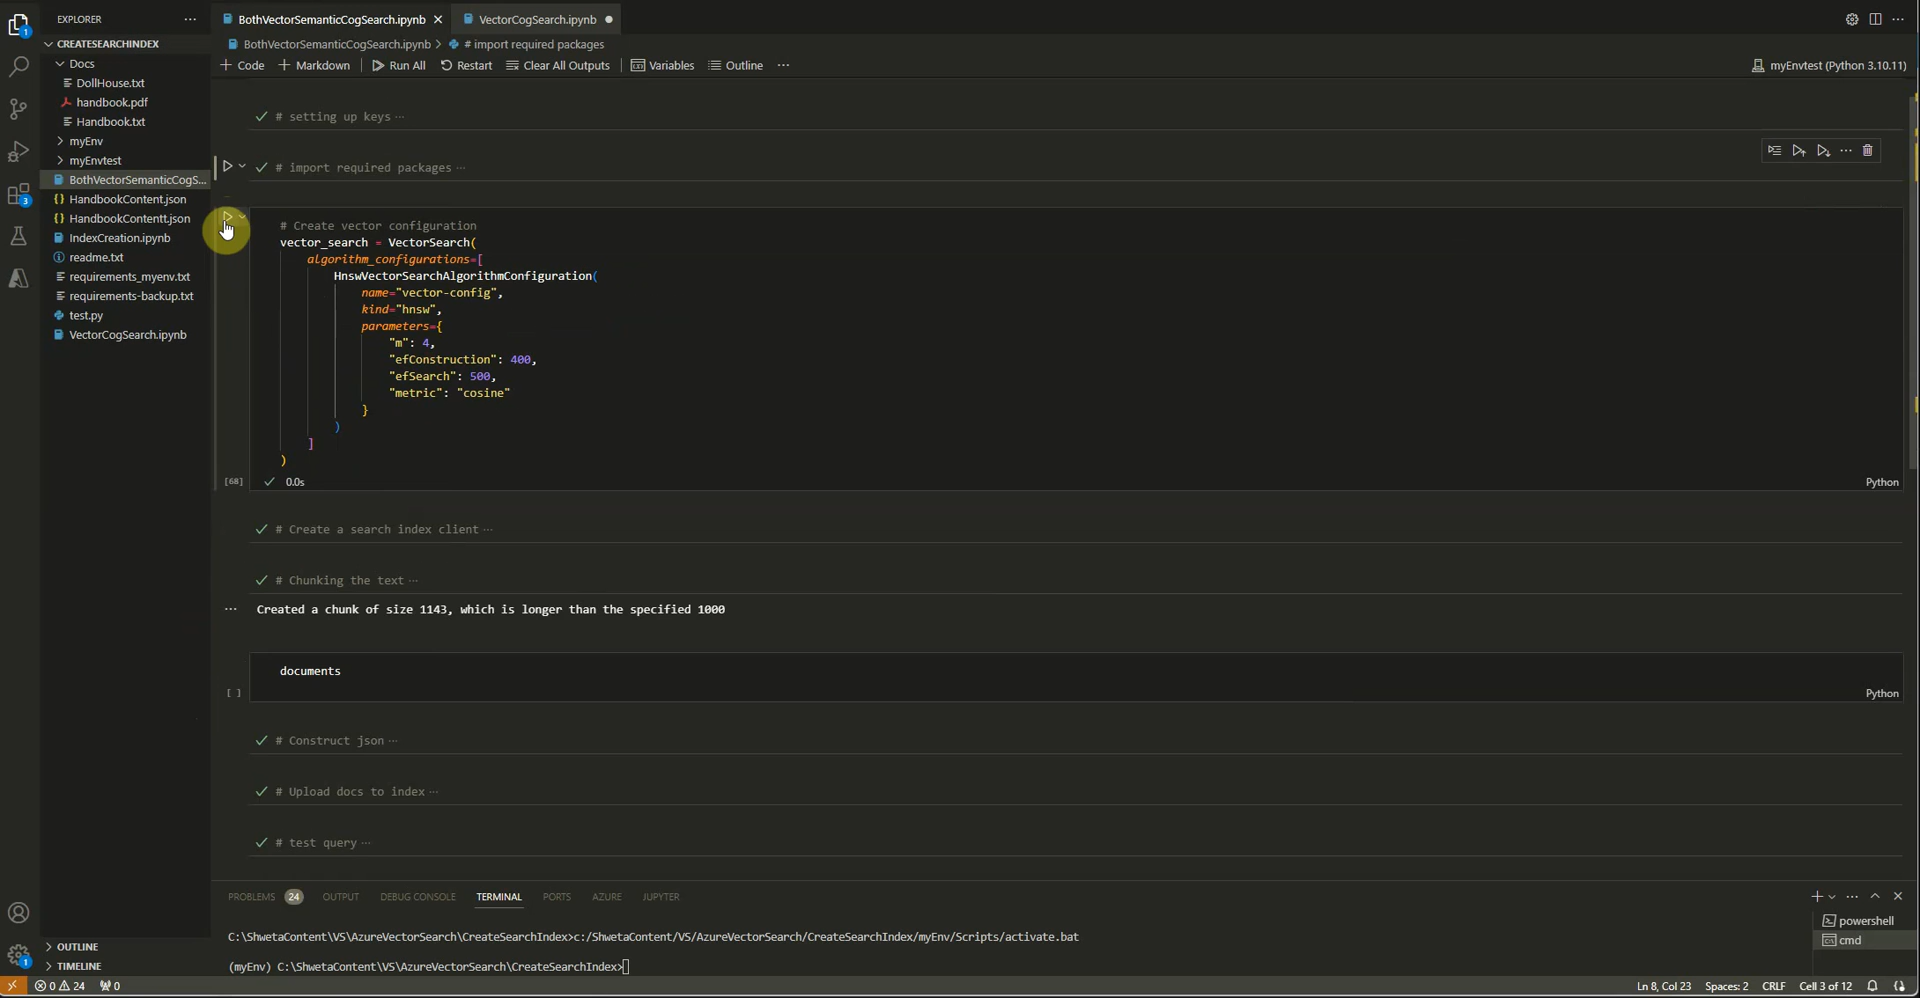 EXPLORER
CREATESEARCHINDEX
Docs
DollHouse.txt
handbook.pdf
Handbook.txt
myEnv
myEnvtest
BothVectorSemanticCogS...
HandbookContent.json
HandbookContentt.json
IndexCreation.ipynb
readme.txt
requirements_myenv.txt
requirements-backup.txt
test.py
VectorCogSearch.ipynb
OUTLINE
TIMELINE
1
3
1
BothVectorSemanticCogSearch.ipynb VectorCogSearch.ipynb
BothVectorSemanticCogSearch.ipynb > # import required packages
Code Markdown Run All Restart Clear All Outputs Variables Outline ... myEnvtest (Python 3.10.11)
# setting up keys ...
# import required packages ...
# Create vector configuration
vector_search = VectorSearch(
algorithm_configurations=[
HnswVectorSearchAlgorithmConfiguration(
name="vector-config",
kind="hnsw",
parameters={
"m": 4,
"efConstruction": 400,
"efSearch": 500,
"metric": "cosine"
}
)
]
)
[68] 0.0s Python
# Create a search index client ...
# Chunking the text ...
... Created a chunk of size 1143, which is longer than the specified 1000
documents
[ ] Python
# Construct json ...
# Upload docs to index ...
# test query ...
PROBLEMS 24 OUTPUT DEBUG CONSOLE TERMINAL PORTS AZURE JUPYTER
powershell
cmd
C:\ShwetaContent\VS\AzureVectorSearch\CreateSearchIndex>c:/ShwetaContent/VS/AzureVectorSearch/CreateSearchIndex/myEnv/Scripts/activate.bat
(myEnv) C:\ShwetaContent\VS\AzureVectorSearch\CreateSearchIndex>
0 24 0 Ln 8, Col 23 Spaces: 2 CRLF Cell 3 of 12